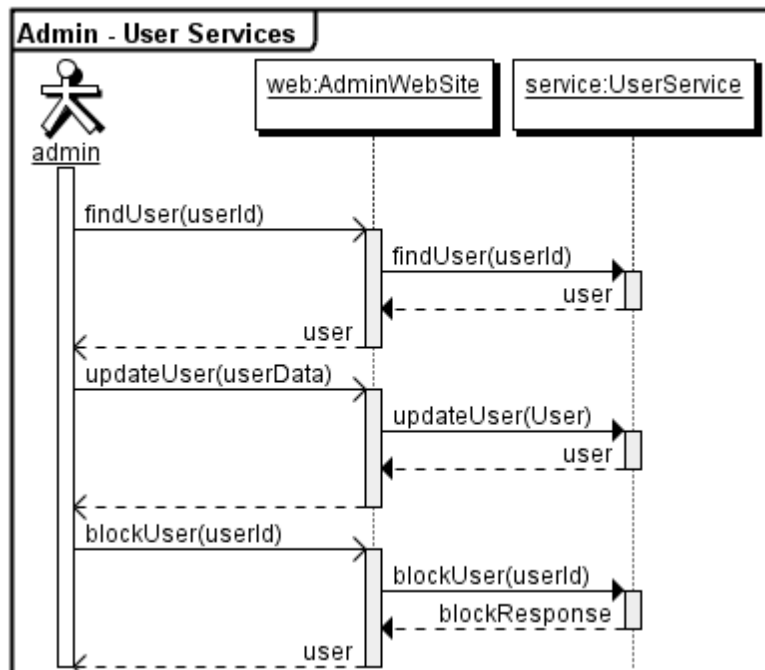 Admin - User Services
web:AdminWebSite
service:UserService
admin
findUser(userId)
findUser(userId)
user
user
updateUser(userData)
updateUser(User)
user
blockUser(userId)
blockUser(userId)
blockResponse
user